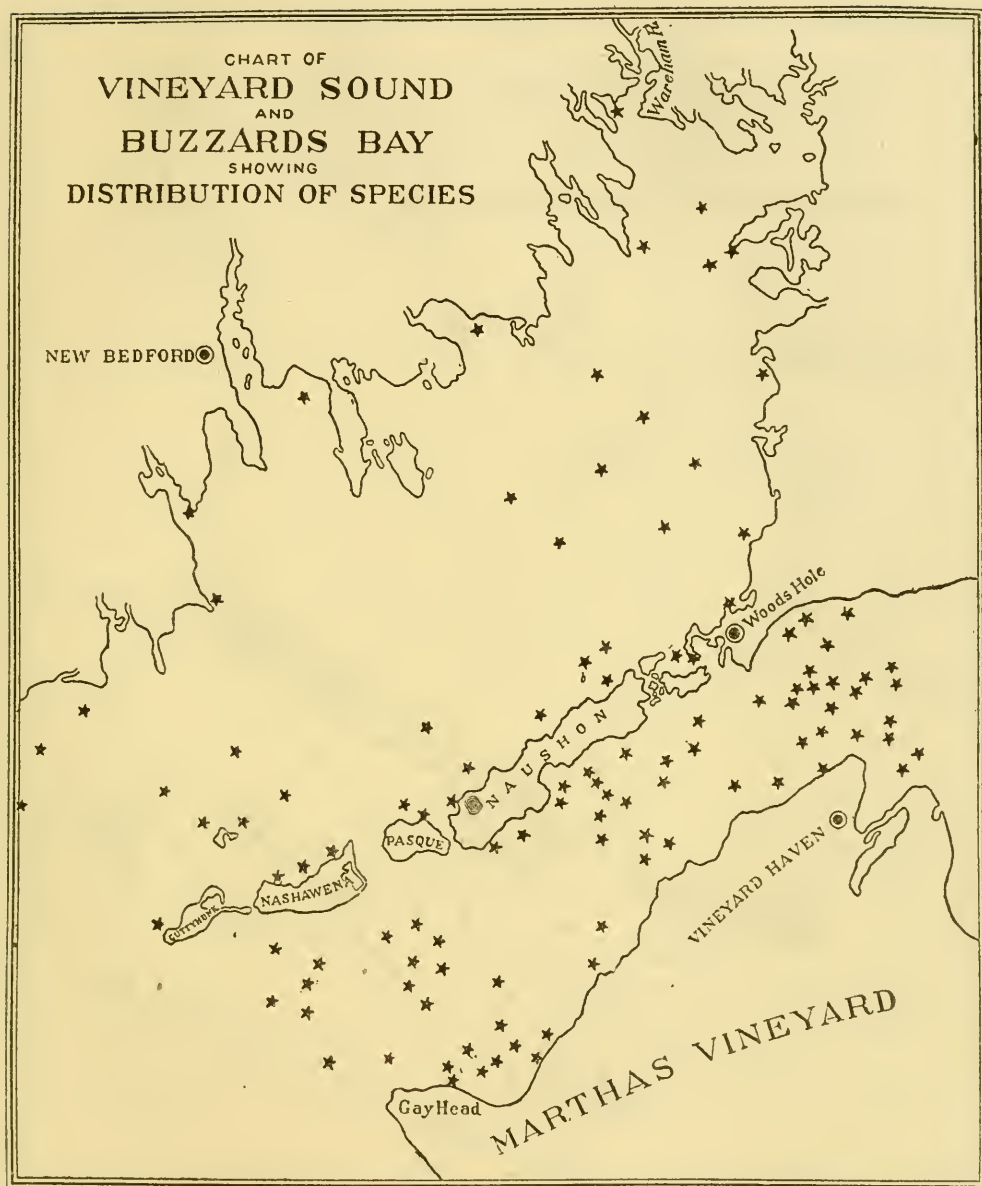 CHART OF
VINEYARD SOUND
AND
BUZZARDS BAY
SHOWING
DISTRIBUTION OF SPECIES
Wareham R.
NEW BEDFORD
Woods Hole
NAUSHON
PASQUE
NASHAWENA
CUTTYHUNK
VINEYARD HAVEN
MARTHAS VINEYARD
Gay Head